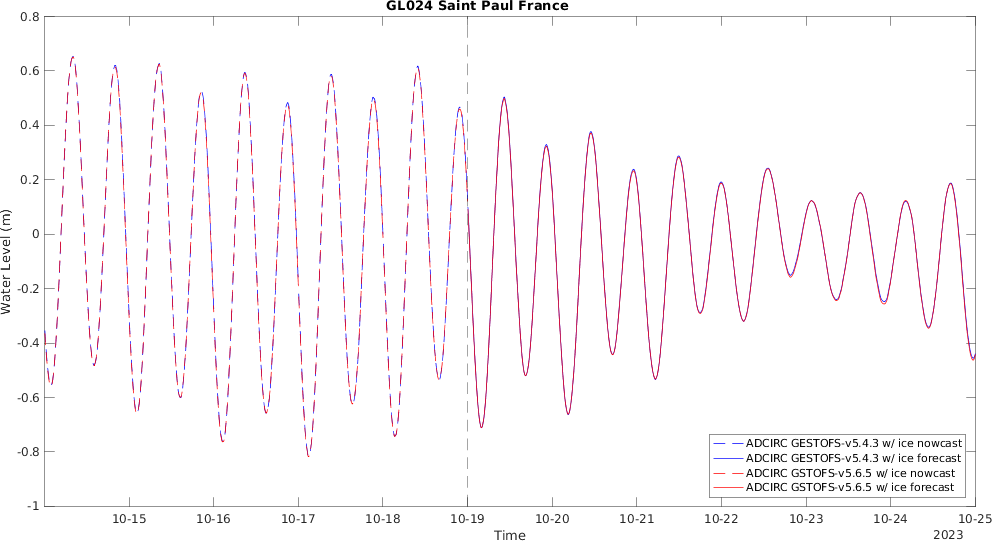 GL024 Saint Paul France
0.8
0.6
0.4
0.2
0
-0.2
-0.4
-0.6
-0.8
-1
Water Level (m)
ADCIRC GESTOFS-v5.4.3 w/ ice nowcast
ADCIRC GESTOFS-v5.4.3 w/ ice forecast
ADCIRC GSTOFS-v5.6.5 w/ ice nowcast
ADCIRC GSTOFS-v5.6.5 w/ ice forecast
10-15 10-16 10-17 10-18 10-19 10-20 10-21 10-22 10-23 10-24 10-25
Time
2023